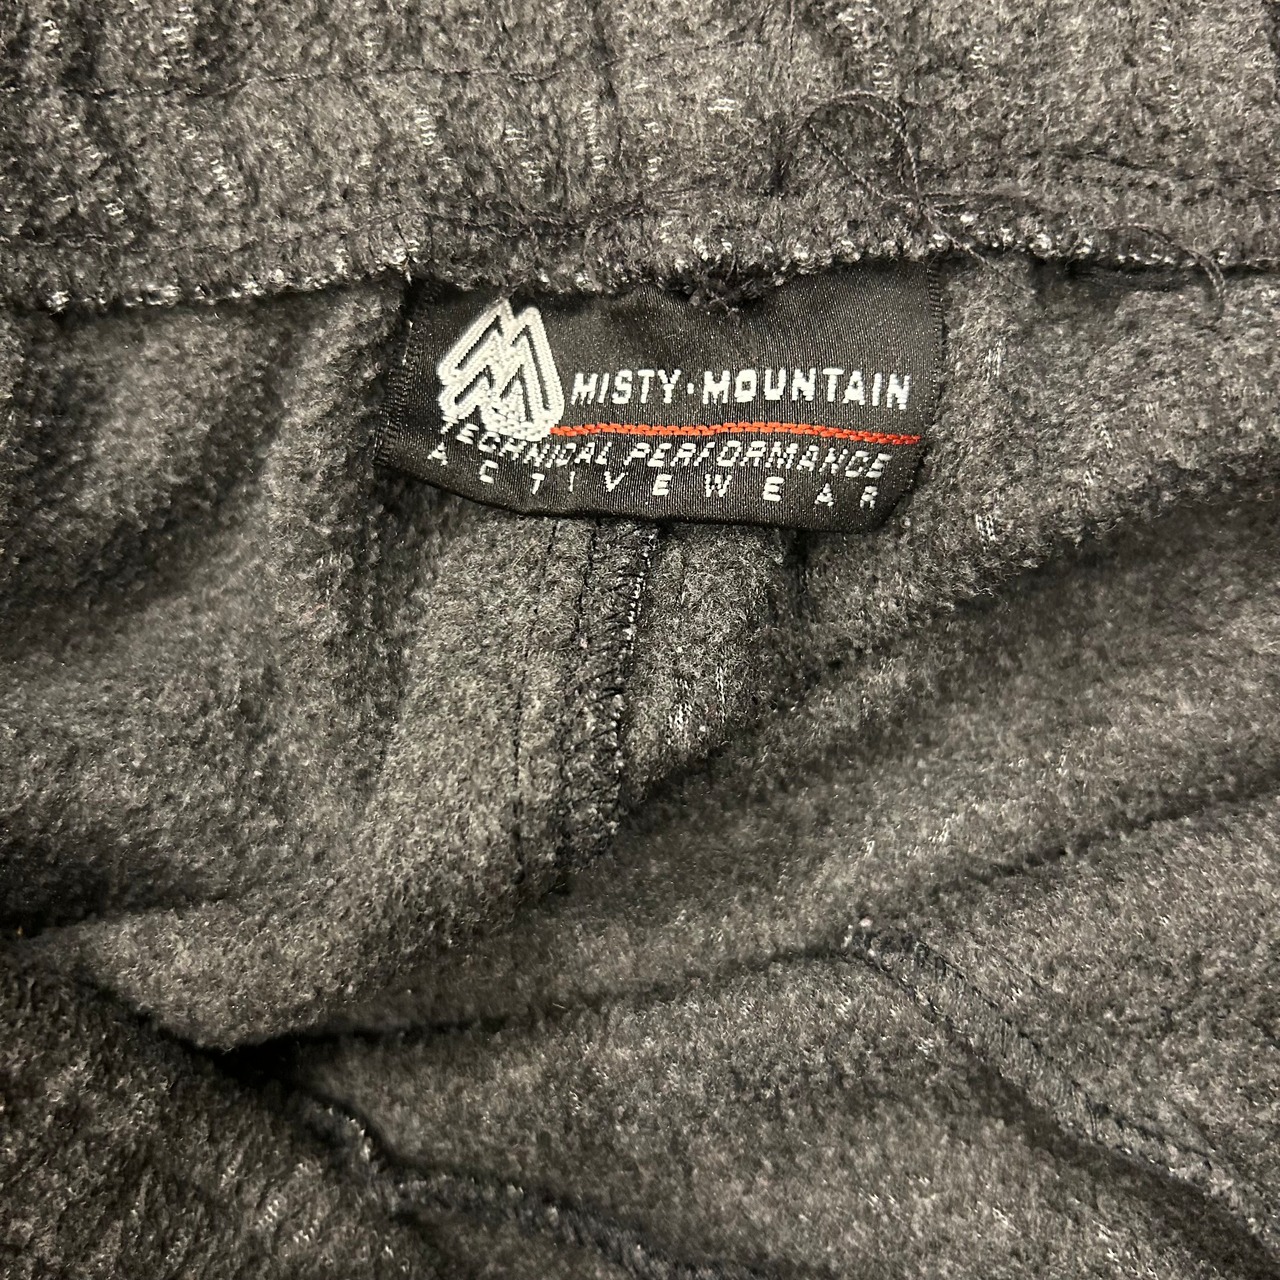 MISTY·MOUNTAIN
TECHNICAL PERFORMANCE
ACTIVEWEAR